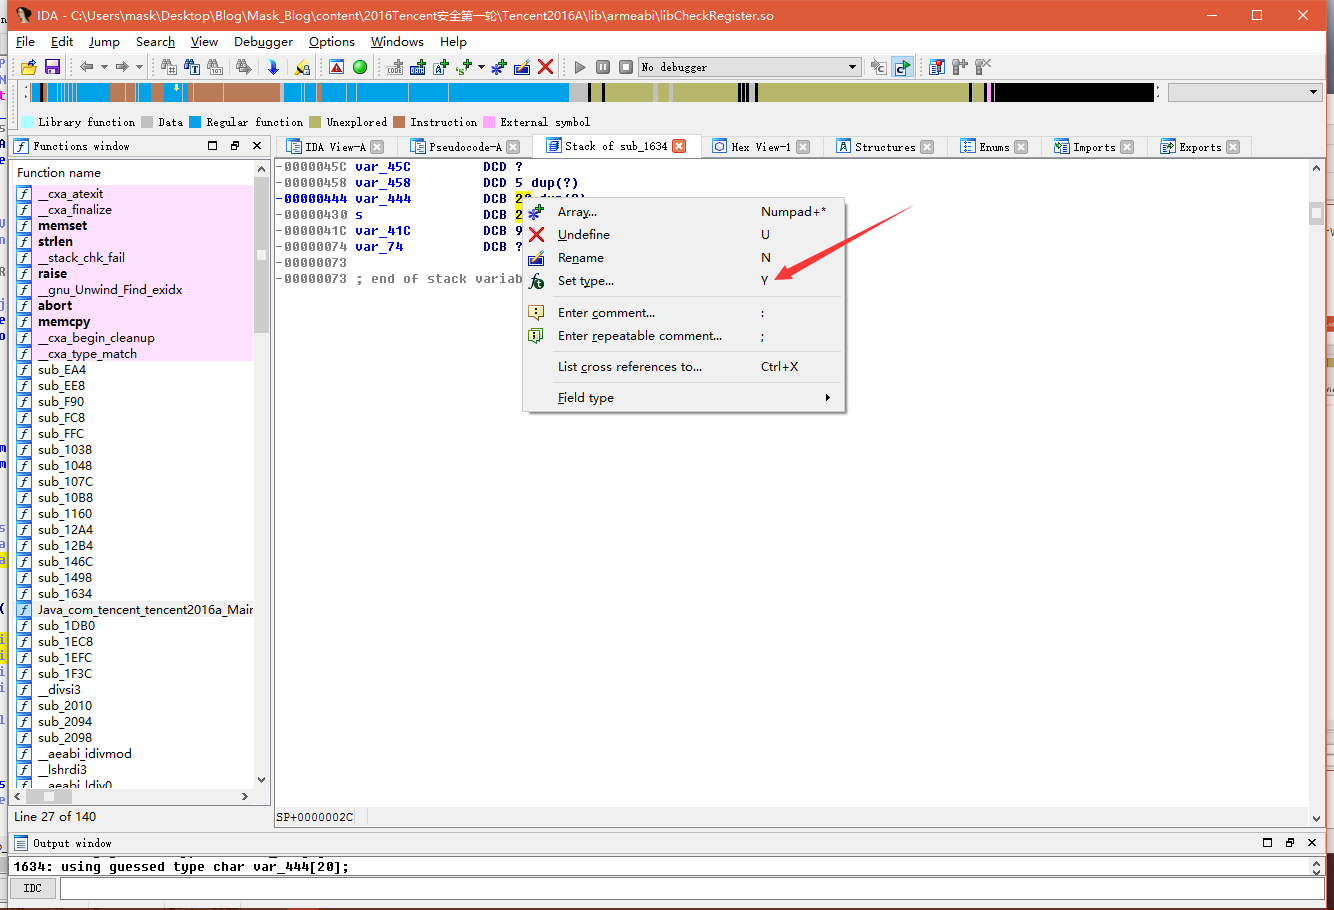 IDA - C:\Users\mask\Desktop\Blog\Mask_Blog\content\2016Tencent安全第一轮\Tencent2016A\lib\armeabi\libCheckRegister.so
File Edit Jump Search View Debugger Options Windows Help
No debugger
Library function Data Regular function Unexplored Instruction External symbol
Functions window
IDA View-A Pseudocode-A Stack of sub_1634 Hex View-1 Structures Enums Imports Exports
Function name
__cxa_atexit
__cxa_finalize
memset
strlen
__stack_chk_fail
raise
__gnu_Unwind_Find_exidx
abort
memcpy
__cxa_begin_cleanup
__cxa_type_match
sub_EA4
sub_EE8
sub_F90
sub_FC8
sub_FFC
sub_1038
sub_1048
sub_107C
sub_10B8
sub_1160
sub_12A4
sub_12B4
sub_146C
sub_1498
sub_1634
Java_com_tencent_tencent2016a_Mair
sub_1DB0
sub_1EC8
sub_1EFC
sub_1F3C
__divsi3
sub_2010
sub_2094
sub_2098
__aeabi_idivmod
__lshrdi3
__aeabi_ldiv0
Line 27 of 140
-0000045C var_45C DCD ?
-00000458 var_458 DCD 5 dup(?)
-00000444 var_444 DCB 20 dup(?)
-00000430 s DCB 2
-0000041C var_41C DCB 9
-00000074 var_74 DCB ?
-00000073
-00000073 ; end of stack variab
Array... Numpad+*
Undefine U
Rename N
Set type... Y
Enter comment... :
Enter repeatable comment... ;
List cross references to... Ctrl+X
Field type
SP+0000002C
Output window
1634: using guessed type char var_444[20];
IDC